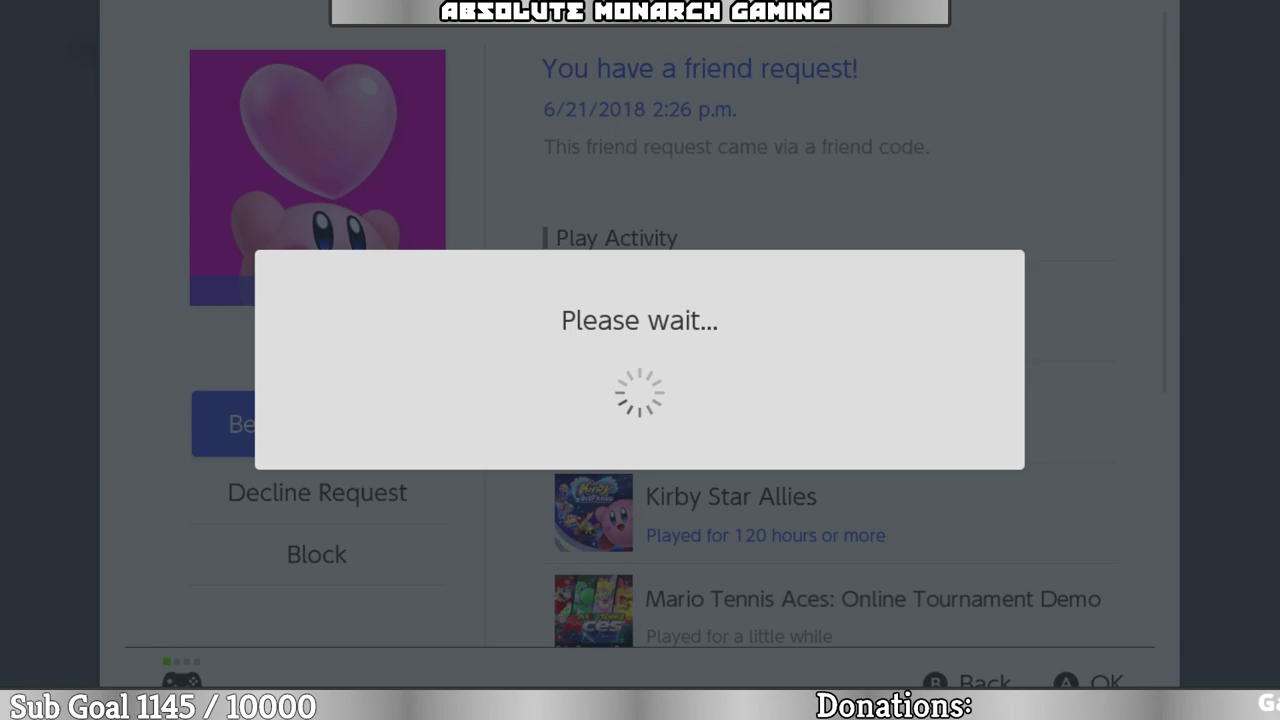 ABSOLUTE MONARCH GAMING
You have a friend request!
6/21/2018 2:26 p.m.
This friend request came via a friend code.
Play Activity
Please wait...
Be
Decline Request
Block
Kirby Star Allies
Played for 120 hours or more
Mario Tennis Aces: Online Tournament Demo
Played for a little while
B Back A OK
Sub Goal 1145 / 10000 Donations: Ga